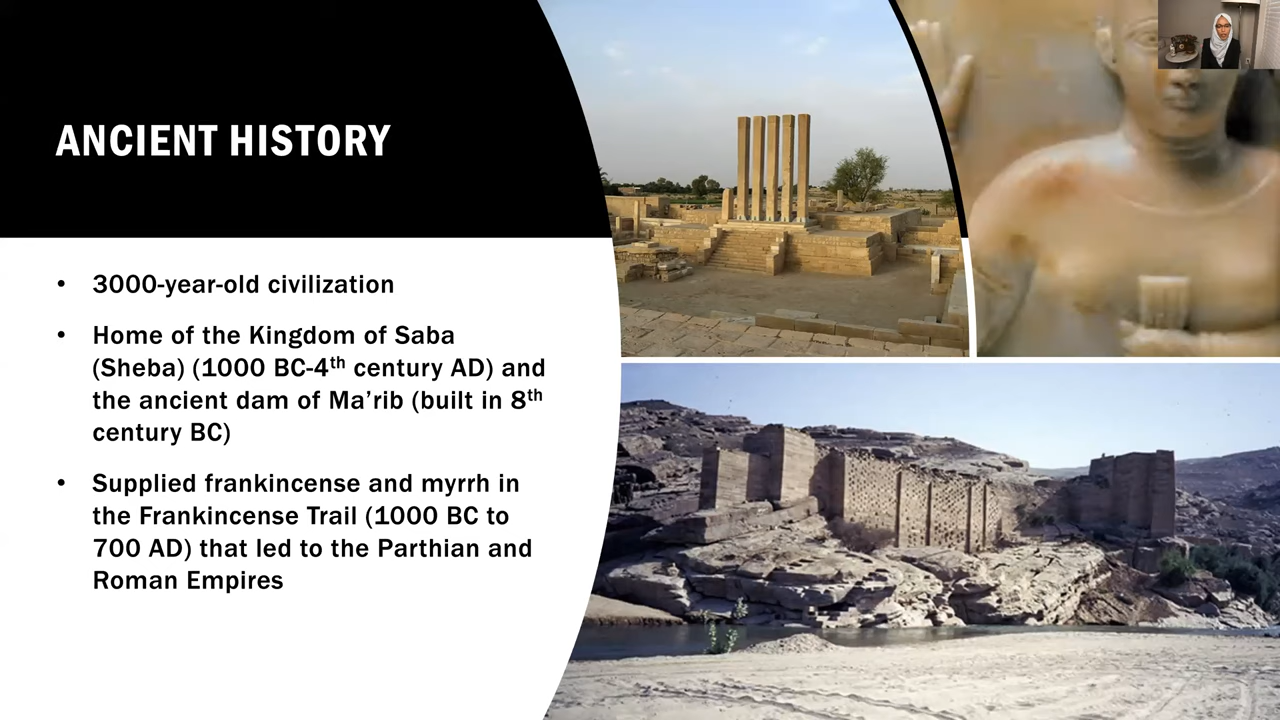 ANCIENT HISTORY
• 3000-year-old civilization
• Home of the Kingdom of Saba
(Sheba) (1000 BC-4th century AD) and
the ancient dam of Ma’rib (built in 8th
century BC)
• Supplied frankincense and myrrh in
the Frankincense Trail (1000 BC to
700 AD) that led to the Parthian and
Roman Empires